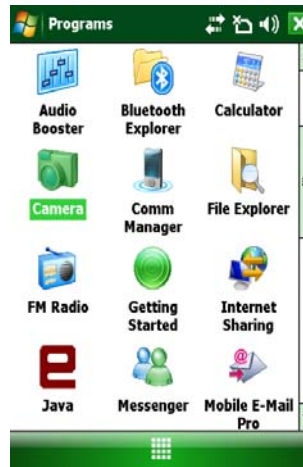 Programs
Audio Bluetooth Calculator
Booster Explorer
Camera Comm File Explorer
Manager
FM Radio Getting Internet
Started Sharing
Java Messenger Mobile E-Mail
Pro